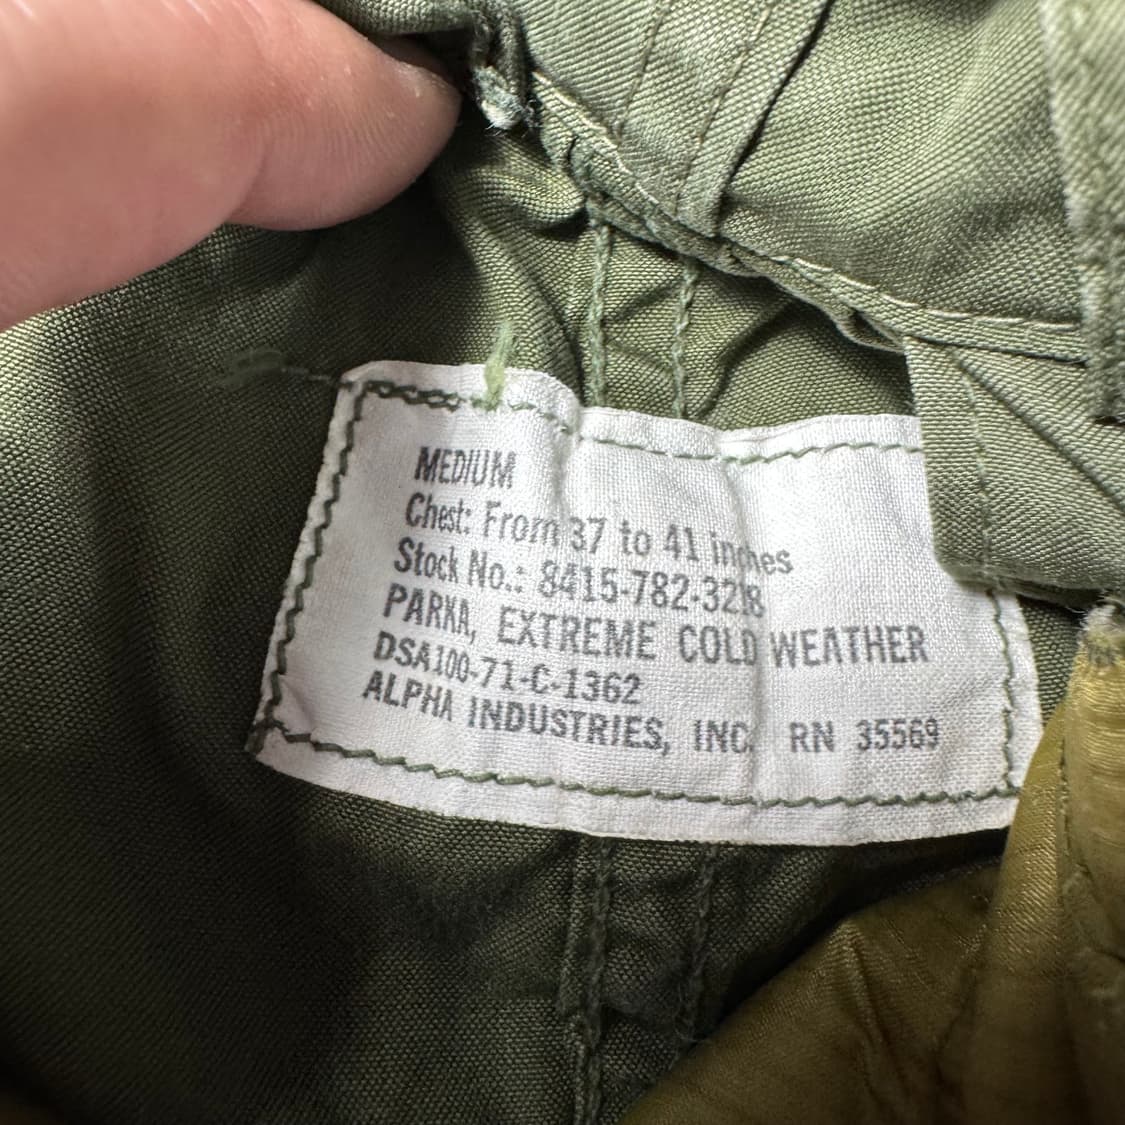 MEDIUM
Chest: From 37 to 41 inches
Stock No.: 8415-782-3218
PARKA, EXTREME COLD WEATHER
DSA100-71-C-1362
ALPHA INDUSTRIES, INC. RN 35569